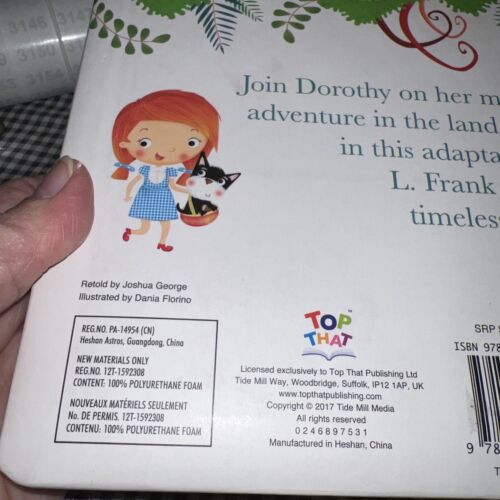 3146
3145
3150
3154
Join Dorothy on her
adventure in the land
in this
L. Frank
Retold by Joshua George
Illustrated by Dania Florino
REG.NO. PA-14954 (CN)
Heshan Astros, Guangdong, China
NEW MATERIALS ONLY
REG.NO. 12T-1592308
CONTENT: 100% POLYURETHANE FOAM
NOUVEAUX MATÉRIELS SEULEMENT
No. DE PERMIS. 12T-1592308
CONTENU: 100% POLYURETHANE FOAM
TOP
THAT
™
Licensed exclusively to Top That Publishing Ltd
Tide Mill Way, Woodbridge, Suffolk, IP12 1AP, UK
www.topthatpublishing.com
Copyright © 2017 Tide Mill Media
All rights reserved
0 2 4 6 8 9 7 5 3 1
Manufactured in Heshan, China
SRP
ISBN 978
9 78